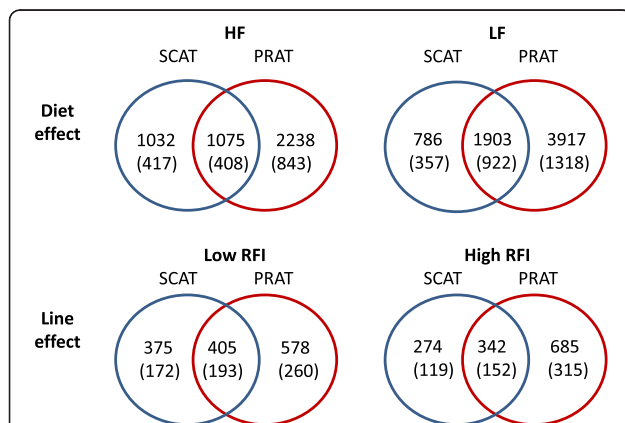 HF
LF
SCAT
PRAT
SCAT
PRAT
Diet
effect
1032
(417)
1075
(408)
2238
(843)
786
(357)
1903
(922)
3917
(1318)
Low RFI
High RFI
SCAT
PRAT
SCAT
PRAT
Line
effect
375
(172)
405
(193)
578
(260)
274
(119)
342
(152)
685
(315)